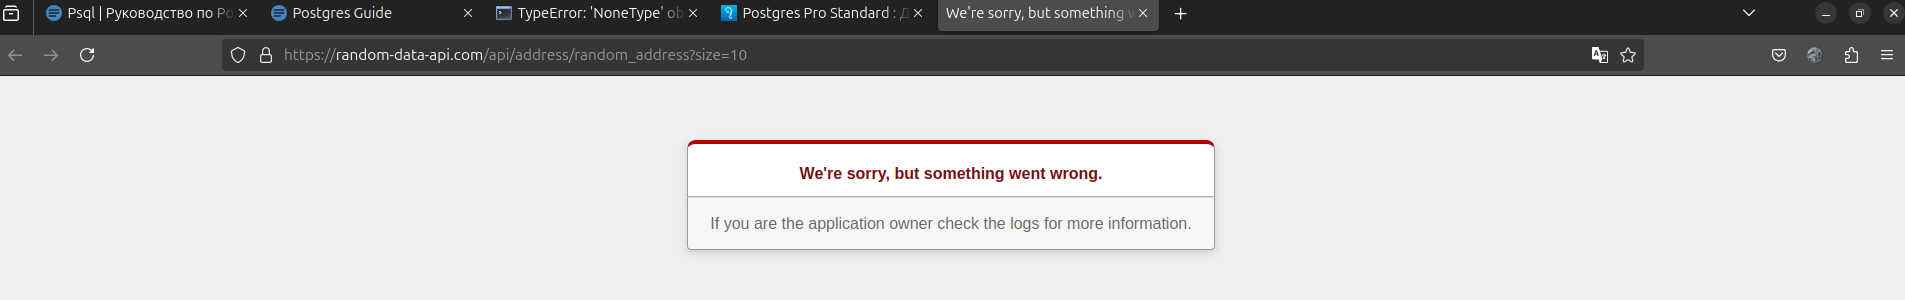 Psql | Руководство по Po
Postgres Guide
TypeError: 'NoneType' ob
Postgres Pro Standard : Д
We're sorry, but something w
https://random-data-api.com/api/address/random_address?size=10
We're sorry, but something went wrong.
If you are the application owner check the logs for more information.